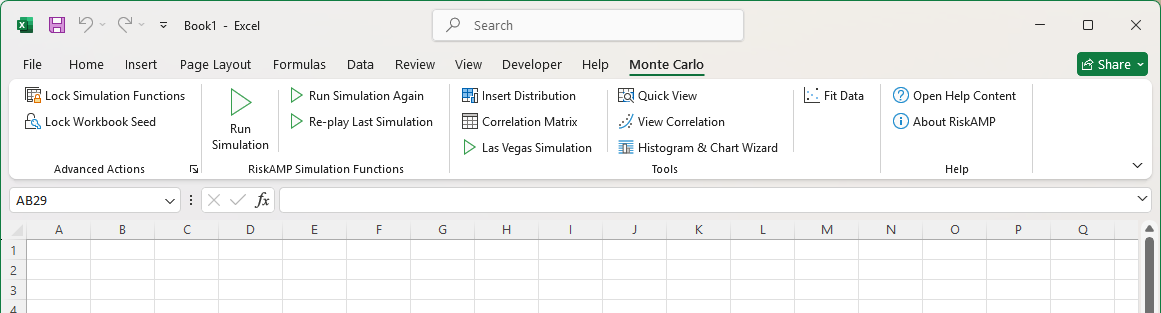 Book1 - Excel
Search
File Home Insert Page Layout Formulas Data Review View Developer Help Monte Carlo Share
Lock Simulation Functions
Lock Workbook Seed
Advanced Actions
Run
Simulation
Run Simulation Again
Re-play Last Simulation
RiskAMP Simulation Functions
Insert Distribution
Correlation Matrix
Las Vegas Simulation
Quick View
View Correlation
Histogram & Chart Wizard
Fit Data
Tools
Open Help Content
About RiskAMP
Help
AB29 fx
A B C D E F G H I J K L M N O P Q
1
2
3
4